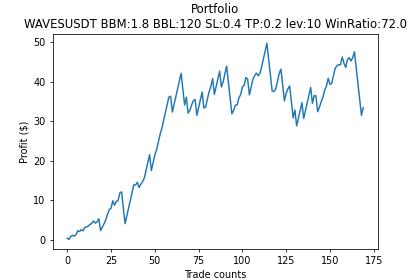 Portfolio
WAVESUSDT BBM:1.8 BBL:120 SL:0.4 TP:0.2 lev:10 WinRatio:72.0
50
40
30
20
10
0
Profit ($)
0 25 50 75 100 125 150 175
Trade counts